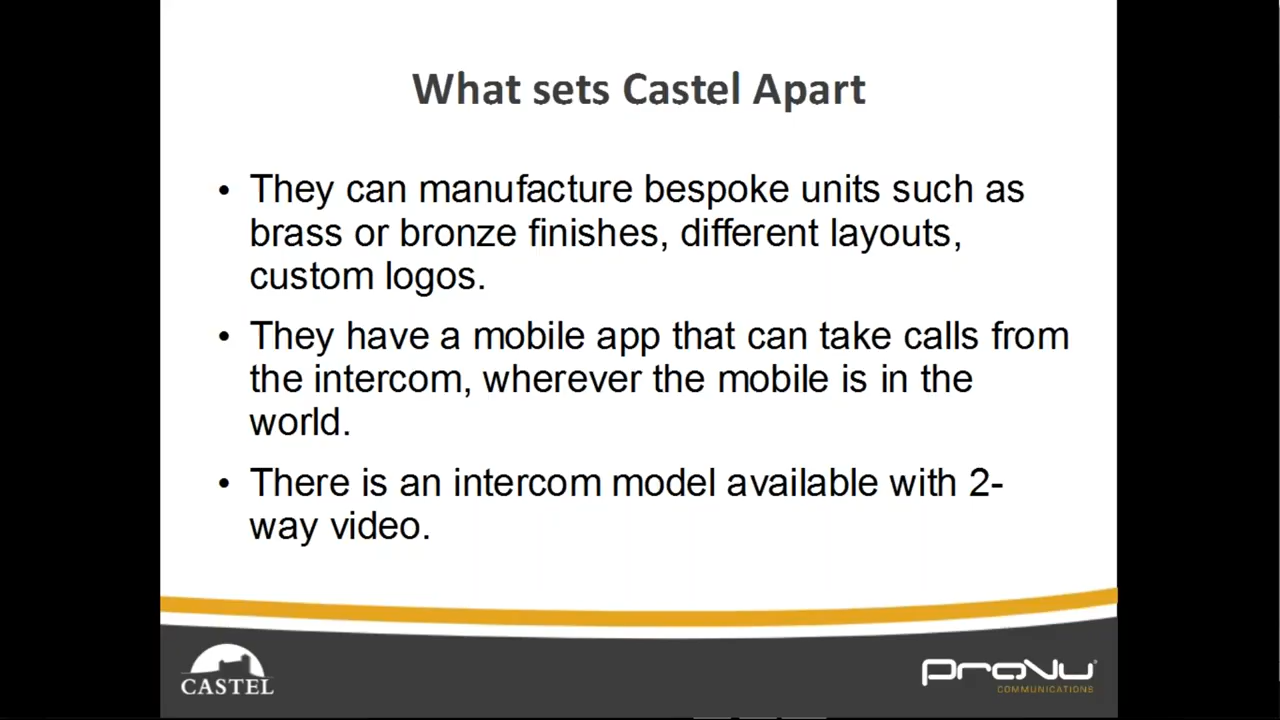 What sets Castel Apart
• They can manufacture bespoke units such as
brass or bronze finishes, different layouts,
custom logos.
• They have a mobile app that can take calls from
the intercom, wherever the mobile is in the
world.
• There is an intercom model available with 2-
way video.
CASTEL
ProVu
COMMUNICATIONS